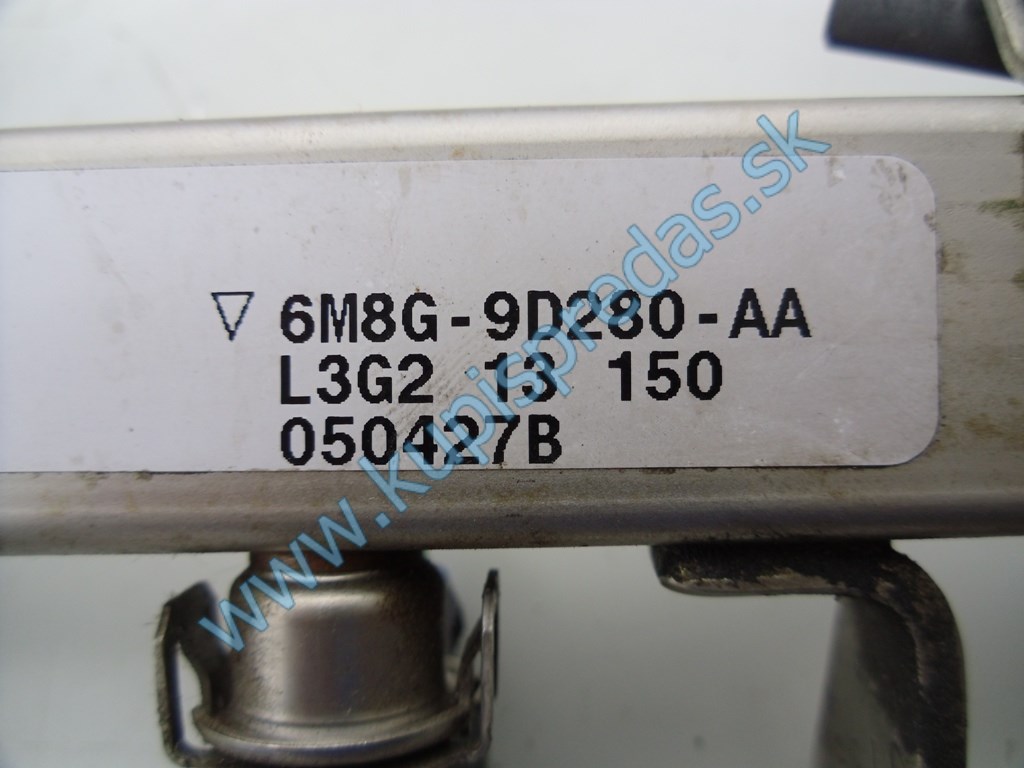 ▽ 6M8G-9D280-AA
L3G2 13 150
050427B
www.kupispredas.sk